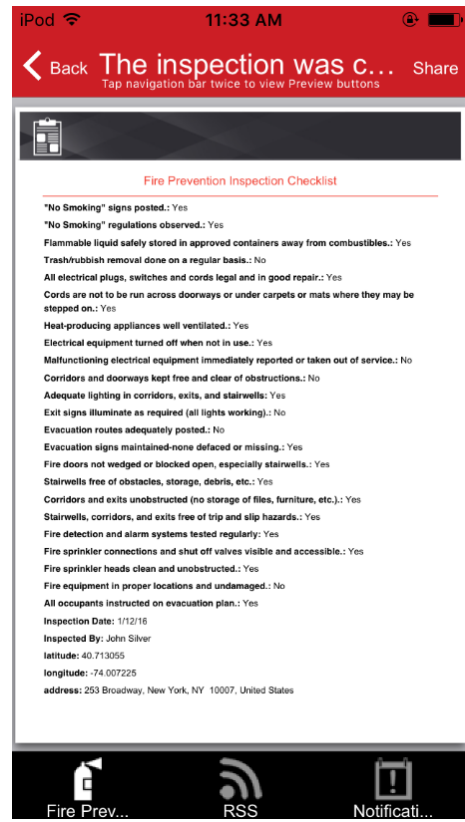 iPod 11:33 AM
Back The inspection was c... Share
Tap navigation bar twice to view Preview buttons
Fire Prevention Inspection Checklist
"No Smoking" signs posted.: Yes
"No Smoking" regulations observed.: Yes
Flammable liquid safely stored in approved containers away from combustibles.: Yes
Trash/rubbish removal done on a regular basis.: No
All electrical plugs, switches and cords legal and in good repair.: Yes
Cords are not to be run across doorways or under carpets or mats where they may be
stepped on.: Yes
Heat-producing appliances well ventilated.: Yes
Electrical equipment turned off when not in use.: Yes
Malfunctioning electrical equipment immediately reported or taken out of service.: No
Corridors and doorways kept free and clear of obstructions.: No
Adequate lighting in corridors, exits, and stairwells: Yes
Exit signs illuminate as required (all lights working).: No
Evacuation routes adequately posted.: No
Evacuation signs maintained-none defaced or missing.: Yes
Fire doors not wedged or blocked open, especially stairwells.: Yes
Stairwells free of obstacles, storage, debris, etc.: Yes
Corridors and exits unobstructed (no storage of files, furniture, etc.).: Yes
Stairwells, corridors, and exits free of trip and slip hazards.: Yes
Fire detection and alarm systems tested regularly: Yes
Fire sprinkler connections and shut off valves visible and accessible.: Yes
Fire sprinkler heads clean and unobstructed.: Yes
Fire equipment in proper locations and undamaged.: No
All occupants instructed on evacuation plan.: Yes
Inspection Date: 1/12/16
Inspected By: John Silver
latitude: 40.713055
longitude: -74.007225
address: 253 Broadway, New York, NY 10007, United States
Fire Prev... RSS Notificati...